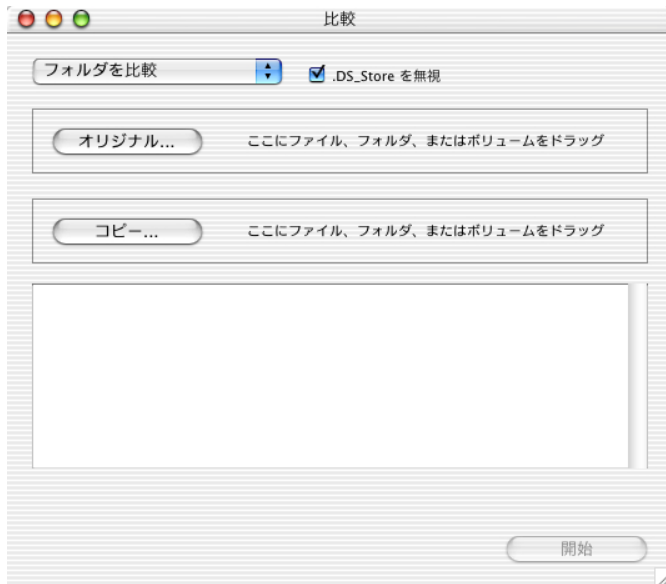 比較
フォルダを比較
.DS_Store を無視
オリジナル...
ここにファイル、フォルダ、またはボリュームをドラッグ
コピー...
ここにファイル、フォルダ、またはボリュームをドラッグ
開始